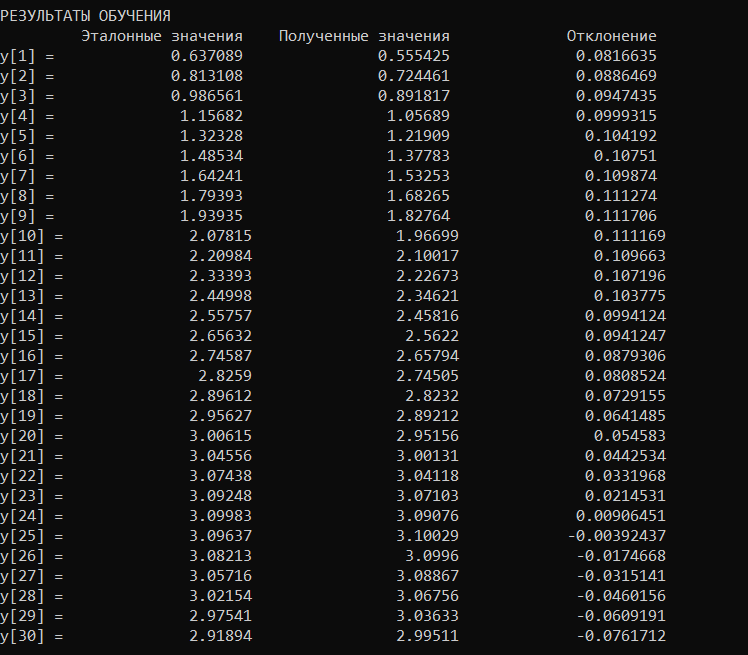 РЕЗУЛЬТАТЫ ОБУЧЕНИЯ
Эталонные значения Полученные значения Отклонение
y[1] = 0.637089 0.555425 0.0816635
y[2] = 0.813108 0.724461 0.0886469
y[3] = 0.986561 0.891817 0.0947435
y[4] = 1.15682 1.05689 0.0999315
y[5] = 1.32328 1.21909 0.104192
y[6] = 1.48534 1.37783 0.10751
y[7] = 1.64241 1.53253 0.109874
y[8] = 1.79393 1.68265 0.111274
y[9] = 1.93935 1.82764 0.111706
y[10] = 2.07815 1.96699 0.111169
y[11] = 2.20984 2.10017 0.109663
y[12] = 2.33393 2.22673 0.107196
y[13] = 2.44998 2.34621 0.103775
y[14] = 2.55757 2.45816 0.0994124
y[15] = 2.65632 2.5622 0.0941247
y[16] = 2.74587 2.65794 0.0879306
y[17] = 2.8259 2.74505 0.0808524
y[18] = 2.89612 2.8232 0.0729155
y[19] = 2.95627 2.89212 0.0641485
y[20] = 3.00615 2.95156 0.054583
y[21] = 3.04556 3.00131 0.0442534
y[22] = 3.07438 3.04118 0.0331968
y[23] = 3.09248 3.07103 0.0214531
y[24] = 3.09983 3.09076 0.00906451
y[25] = 3.09637 3.10029 -0.00392437
y[26] = 3.08213 3.0996 -0.0174668
y[27] = 3.05716 3.08867 -0.0315141
y[28] = 3.02154 3.06756 -0.0460156
y[29] = 2.97541 3.03633 -0.0609191
y[30] = 2.91894 2.99511 -0.0761712